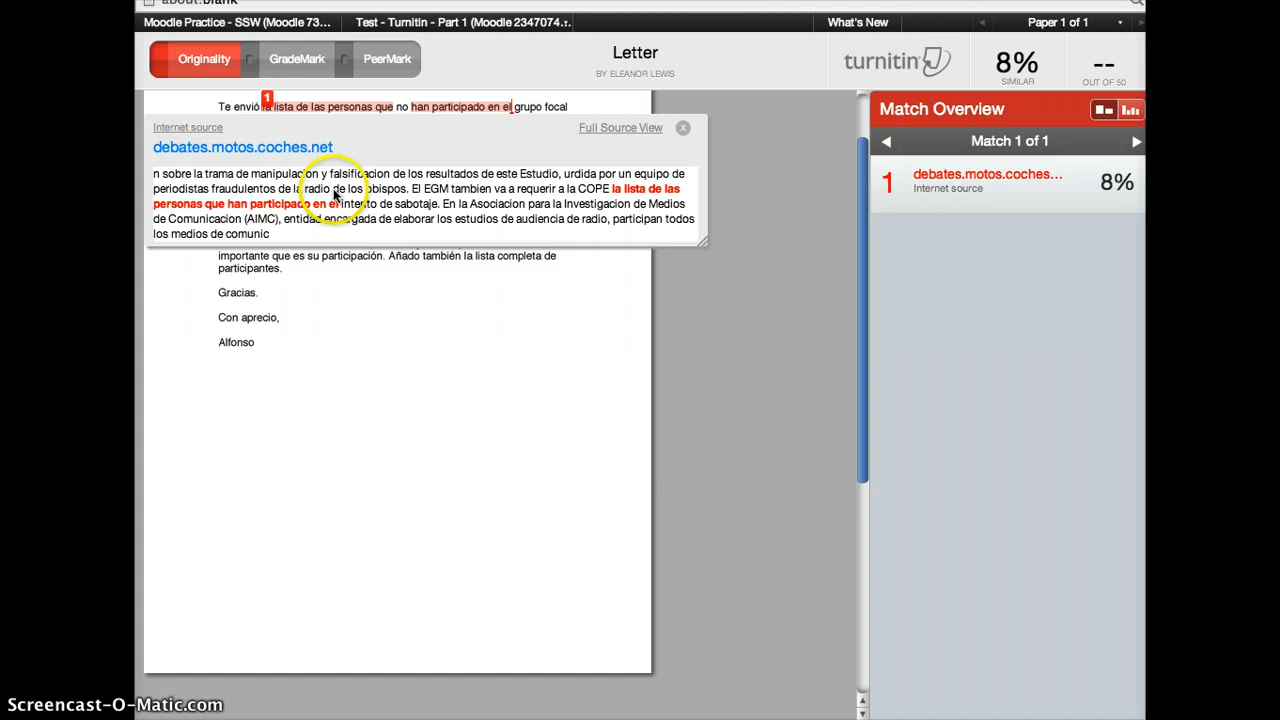 about:blank
Moodle Practice - SSW (Moodle 73...
Test - Turnitin - Part 1 (Moodle 2347074...
What's New
Paper 1 of 1
Originality
GradeMark
PeerMark
Letter
BY ELEANOR LEWIS
turnitin
8%
SIMILAR
--
OUT OF 50
1
Te envió la lista de las personas que no han participado en el grupo focal
Internet source
Full Source View
x
debates.motos.coches.net
n sobre la trama de manipulacion y falsificacion de los resultados de este Estudio, urdida por un equipo de
periodistas fraudulentos de la radio de los obispos. El EGM tambien va a requerir a la COPE la lista de las
personas que han participado en el intento de sabotaje. En la Asociacion para la Investigacion de Medios
de Comunicacion (AIMC), entidad encargada de elaborar los estudios de audiencia de radio, participan todos
los medios de comunic
importante que es su participación. Añado también la lista completa de
participantes.
Gracias.
Con aprecio,
Alfonso
Match Overview
Match 1 of 1
1
debates.motos.coches...
Internet source
8%
Screencast-O-Matic.com